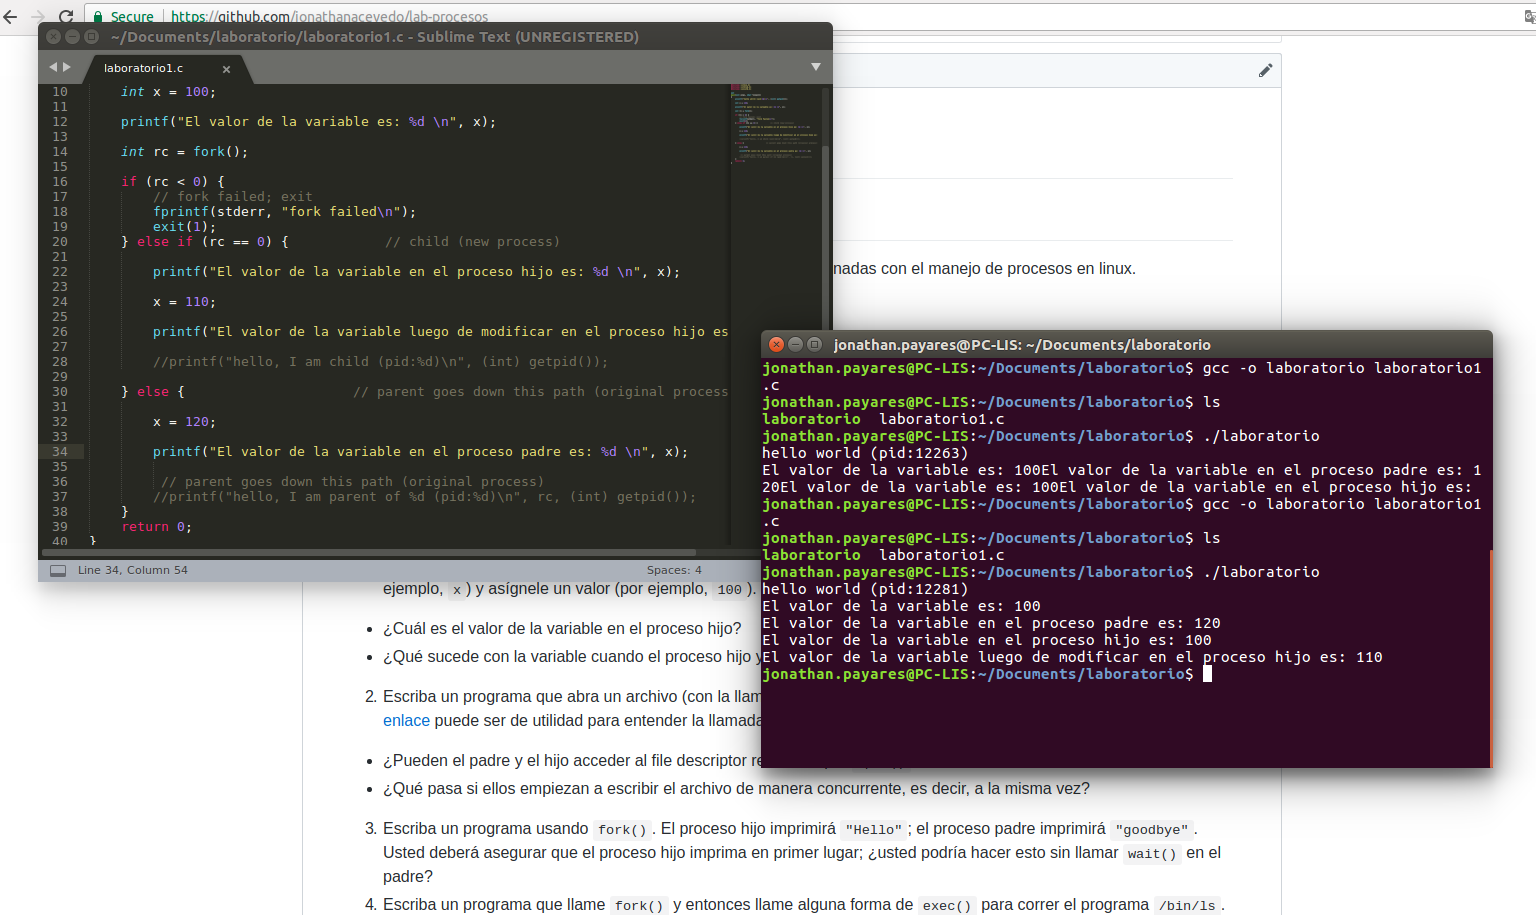 Secure | https://github.com/jonathanacevedo/lab-procesos
~/Documents/laboratorio/laboratorio1.c - Sublime Text (UNREGISTERED)
laboratorio1.c ×
10 int x = 100;
11
12 printf("El valor de la variable es: %d \n", x);
13
14 int rc = fork();
15
16 if (rc < 0) {
17 // fork failed; exit
18 fprintf(stderr, "fork failed\n");
19 exit(1);
20 } else if (rc == 0) { // child (new process)
21
22 printf("El valor de la variable en el proceso hijo es: %d \n", x);
23
24 x = 110;
25
26 printf("El valor de la variable luego de modificar en el proceso hijo es
27
28 //printf("hello, I am child (pid:%d)\n", (int) getpid());
29
30 } else { // parent goes down this path (original process
31
32 x = 120;
33
34 printf("El valor de la variable en el proceso padre es: %d \n", x);
35
36 // parent goes down this path (original process)
37 //printf("hello, I am parent of %d (pid:%d)\n", rc, (int) getpid());
38 }
39 return 0;
40 }
Line 34, Column 54 Spaces: 4
nadas con el manejo de procesos en linux.
jonathan.payares@PC-LIS: ~/Documents/laboratorio
jonathan.payares@PC-LIS:~/Documents/laboratorio$ gcc -o laboratorio laboratorio1
.c
jonathan.payares@PC-LIS:~/Documents/laboratorio$ ls
laboratorio laboratorio1.c
jonathan.payares@PC-LIS:~/Documents/laboratorio$ ./laboratorio
hello world (pid:12263)
El valor de la variable es: 100El valor de la variable en el proceso padre es: 1
20El valor de la variable es: 100El valor de la variable en el proceso hijo es:
jonathan.payares@PC-LIS:~/Documents/laboratorio$ gcc -o laboratorio laboratorio1
.c
jonathan.payares@PC-LIS:~/Documents/laboratorio$ ls
laboratorio laboratorio1.c
jonathan.payares@PC-LIS:~/Documents/laboratorio$ ./laboratorio
hello world (pid:12281)
El valor de la variable es: 100
El valor de la variable en el proceso padre es: 120
El valor de la variable en el proceso hijo es: 100
El valor de la variable luego de modificar en el proceso hijo es: 110
jonathan.payares@PC-LIS:~/Documents/laboratorio$
ejemplo, x ) y asígnele un valor (por ejemplo, 100 ).
• ¿Cuál es el valor de la variable en el proceso hijo?
• ¿Qué sucede con la variable cuando el proceso hijo y
2. Escriba un programa que abra un archivo (con la llam
enlace puede ser de utilidad para entender la llamada
• ¿Pueden el padre y el hijo acceder al file descriptor re
• ¿Qué pasa si ellos empiezan a escribir el archivo de manera concurrente, es decir, a la misma vez?
3. Escriba un programa usando fork() . El proceso hijo imprimirá "Hello" ; el proceso padre imprimirá "goodbye" .
Usted deberá asegurar que el proceso hijo imprima en primer lugar; ¿usted podría hacer esto sin llamar wait() en el
padre?
4. Escriba un programa que llame fork() y entonces llame alguna forma de exec() para correr el programa /bin/ls .